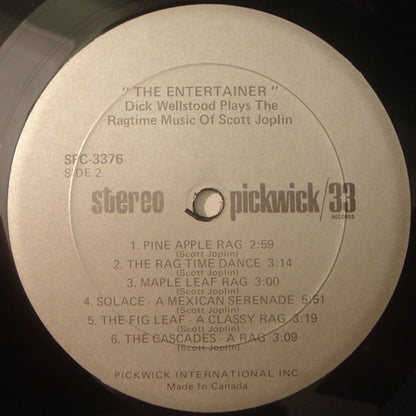 " THE ENTERTAINER "
Dick Wellstood Plays The
Ragtime Music Of Scott Joplin
SPC-3376
SIDE 2
stereo pickwick/33
RECORDS
1. PINE APPLE RAG 2:59
(Scott Joplin)
2. THE RAG TIME DANCE 3:14
(Scott Joplin)
3. MAPLE LEAF RAG 3:00
(Scott Joplin)
4. SOLACE - A MEXICAN SERENADE 5:51
(Scott Joplin)
5. THE FIG LEAF - A CLASSY RAG 3:19
(Scott Joplin)
6. THE CASCADES - A RAG 3:09
(Scott Joplin)
PICKWICK INTERNATIONAL INC
Made In Canada